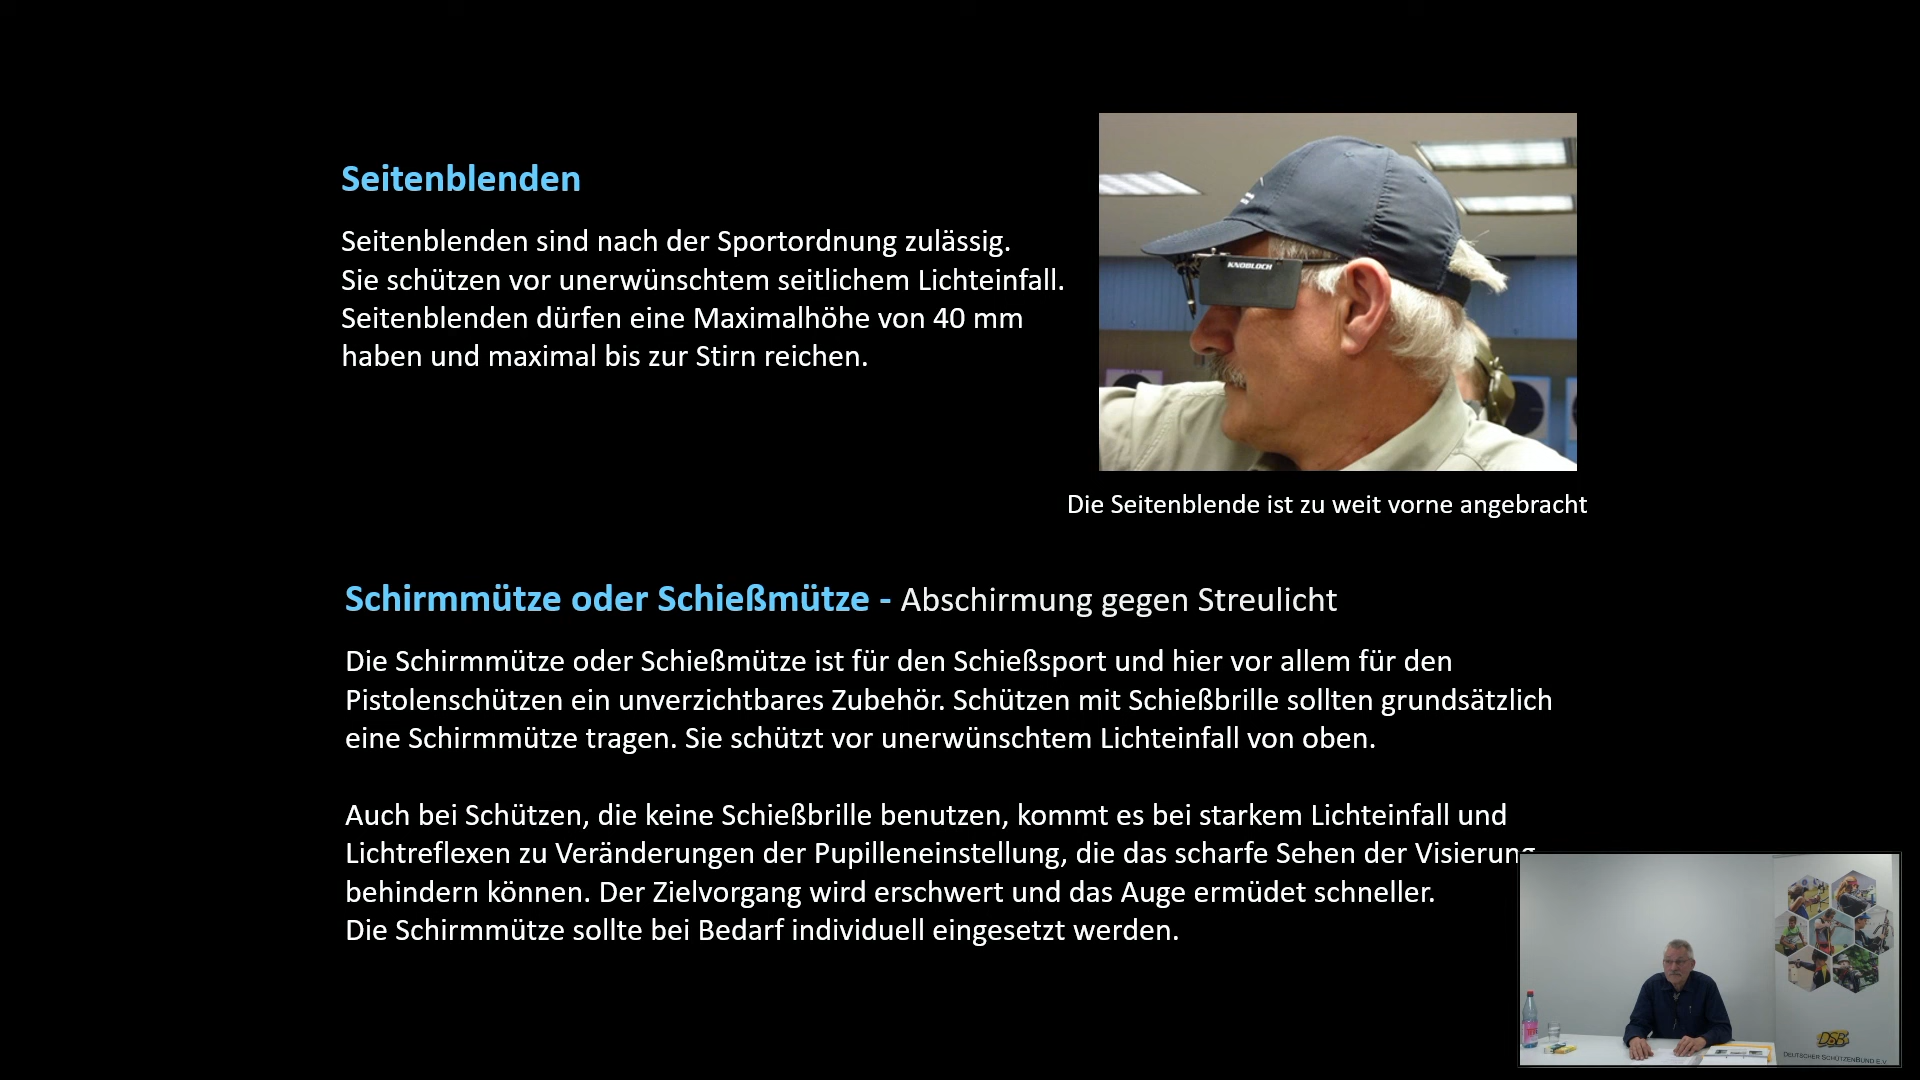 Seitenblenden
Seitenblenden sind nach der Sportordnung zulässig.
Sie schützen vor unerwünschtem seitlichem Lichteinfall.
Seitenblenden dürfen eine Maximalhöhe von 40 mm
haben und maximal bis zur Stirn reichen.
KNOBLOCH
Die Seitenblende ist zu weit vorne angebracht
Schirmmütze oder Schießmütze - Abschirmung gegen Streulicht
Die Schirmmütze oder Schießmütze ist für den Schießsport und hier vor allem für den
Pistolenschützen ein unverzichtbares Zubehör. Schützen mit Schießbrille sollten grundsätzlich
eine Schirmmütze tragen. Sie schützt vor unerwünschtem Lichteinfall von oben.
Auch bei Schützen, die keine Schießbrille benutzen, kommt es bei starkem Lichteinfall und
Lichtreflexen zu Veränderungen der Pupilleneinstellung, die das scharfe Sehen der Visierung
behindern können. Der Zielvorgang wird erschwert und das Auge ermüdet schneller.
Die Schirmmütze sollte bei Bedarf individuell eingesetzt werden.
DSB
DEUTSCHER SCHÜTZENBUND E.V.